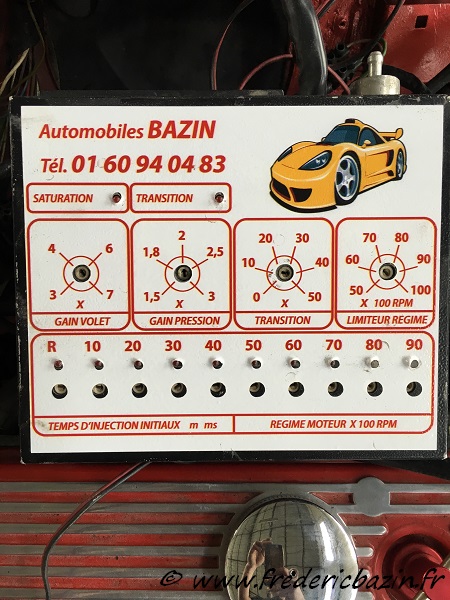 Automobiles BAZIN
Tél. 01 60 94 04 83
SATURATION TRANSITION
4 6
3 7
X
GAIN VOLET
2
1,8 2,5
1,5 3
X
GAIN PRESSION
20 30
10 40
0 50
X
TRANSITION
70 80
60 90
50 100
X 100 RPM
LIMITEUR REGIME
R 10 20 30 40 50 60 70 80 90
TEMPS D'INJECTION INITIAUX m ms REGIME MOTEUR X 100 RPM
© www.fredericbazin.fr